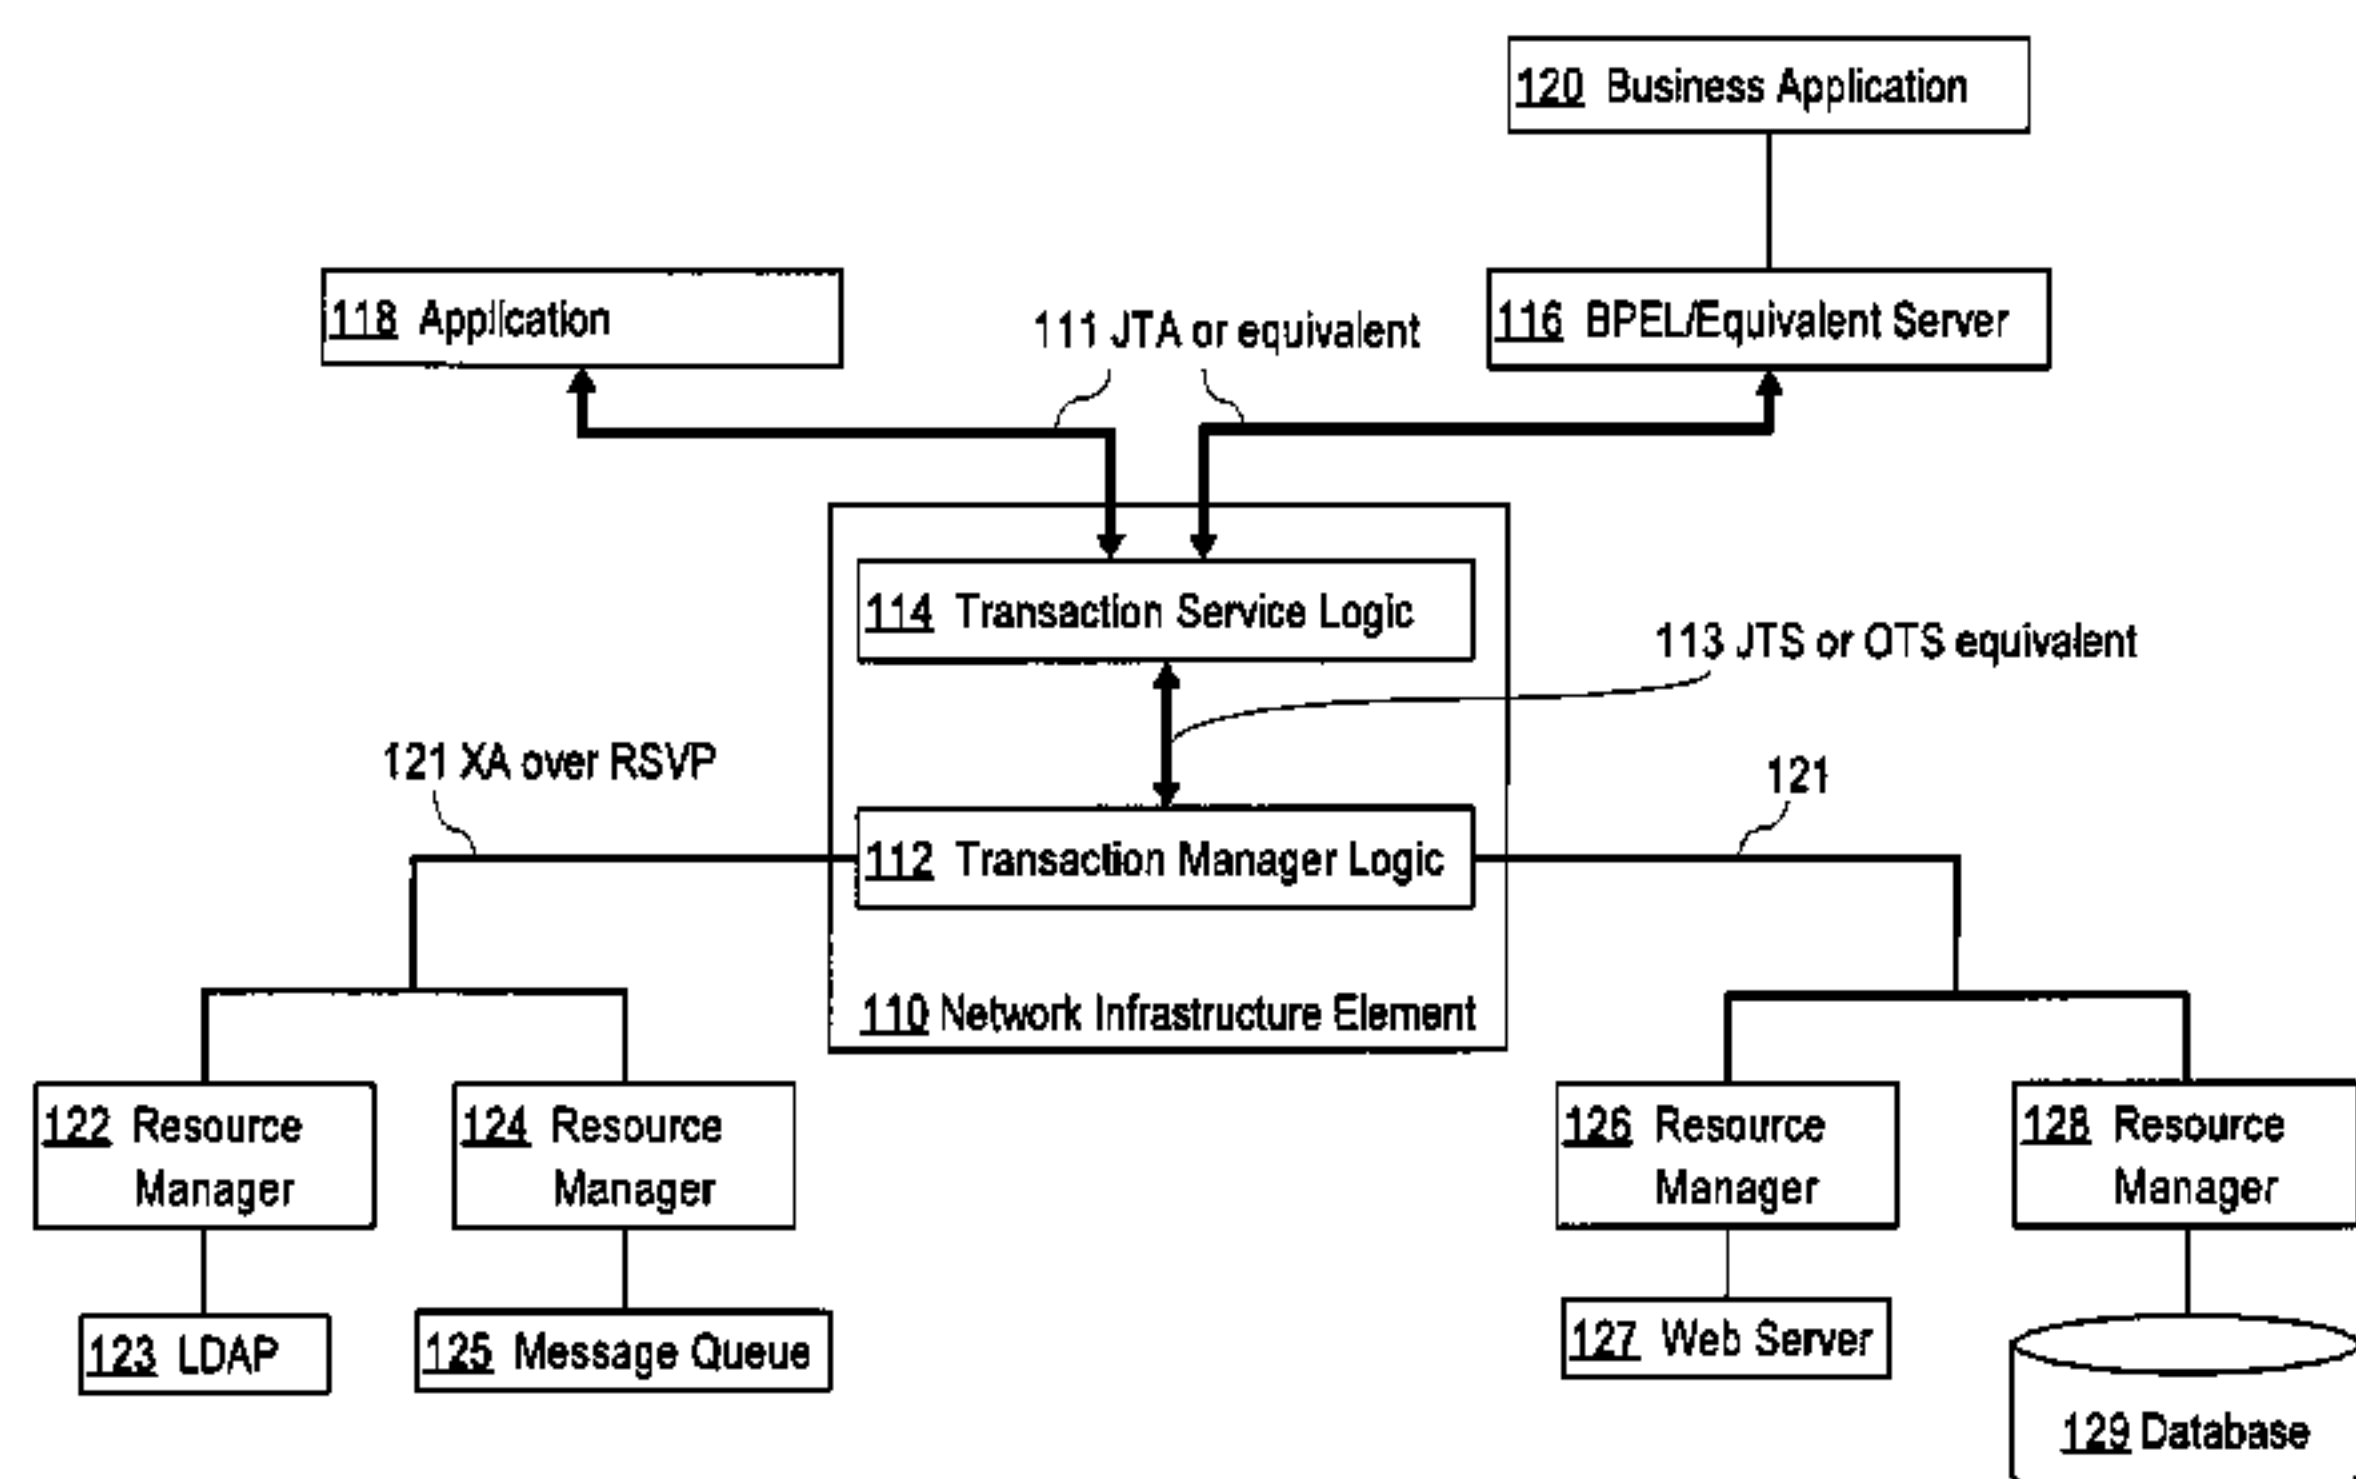 120 Business Application
118 Application
111 JTA or equivalent
116 BPEL/Equivalent Server
114 Transaction Service Logic
113 JTS or OTS equivalent
121 XA over RSVP
121
112 Transaction Manager Logic
110 Network Infrastructure Element
122 Resource
Manager
124 Resource
Manager
126 Resource
Manager
128 Resource
Manager
123 LDAP
125 Message Queue
127 Web Server
129 Database